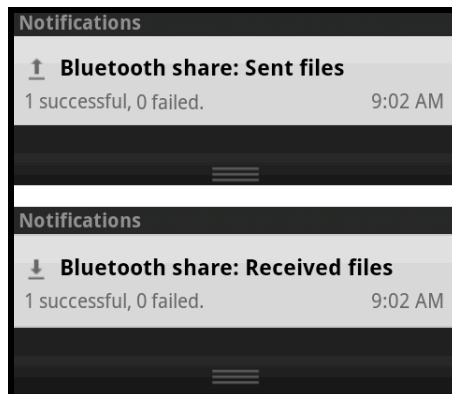 Notifications
Bluetooth share: Sent files
1 successful, 0 failed. 9:02 AM
Notifications
Bluetooth share: Received files
1 successful, 0 failed. 9:02 AM